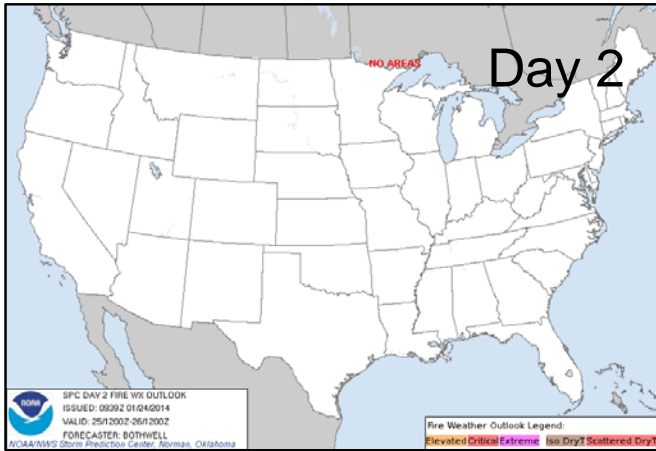 NO AREAS
Day 2
NOAA
SPC DAY 2 FIRE WX OUTLOOK
ISSUED: 0939Z 01/24/2014
VALID: 25/1200Z-26/1200Z
FORECASTER: BOTHWELL
NOAA/NWS Storm Prediction Center, Norman, Oklahoma
Fire Weather Outlook Legend:
Elevated Critical Extreme Iso DryT Scattered DryT